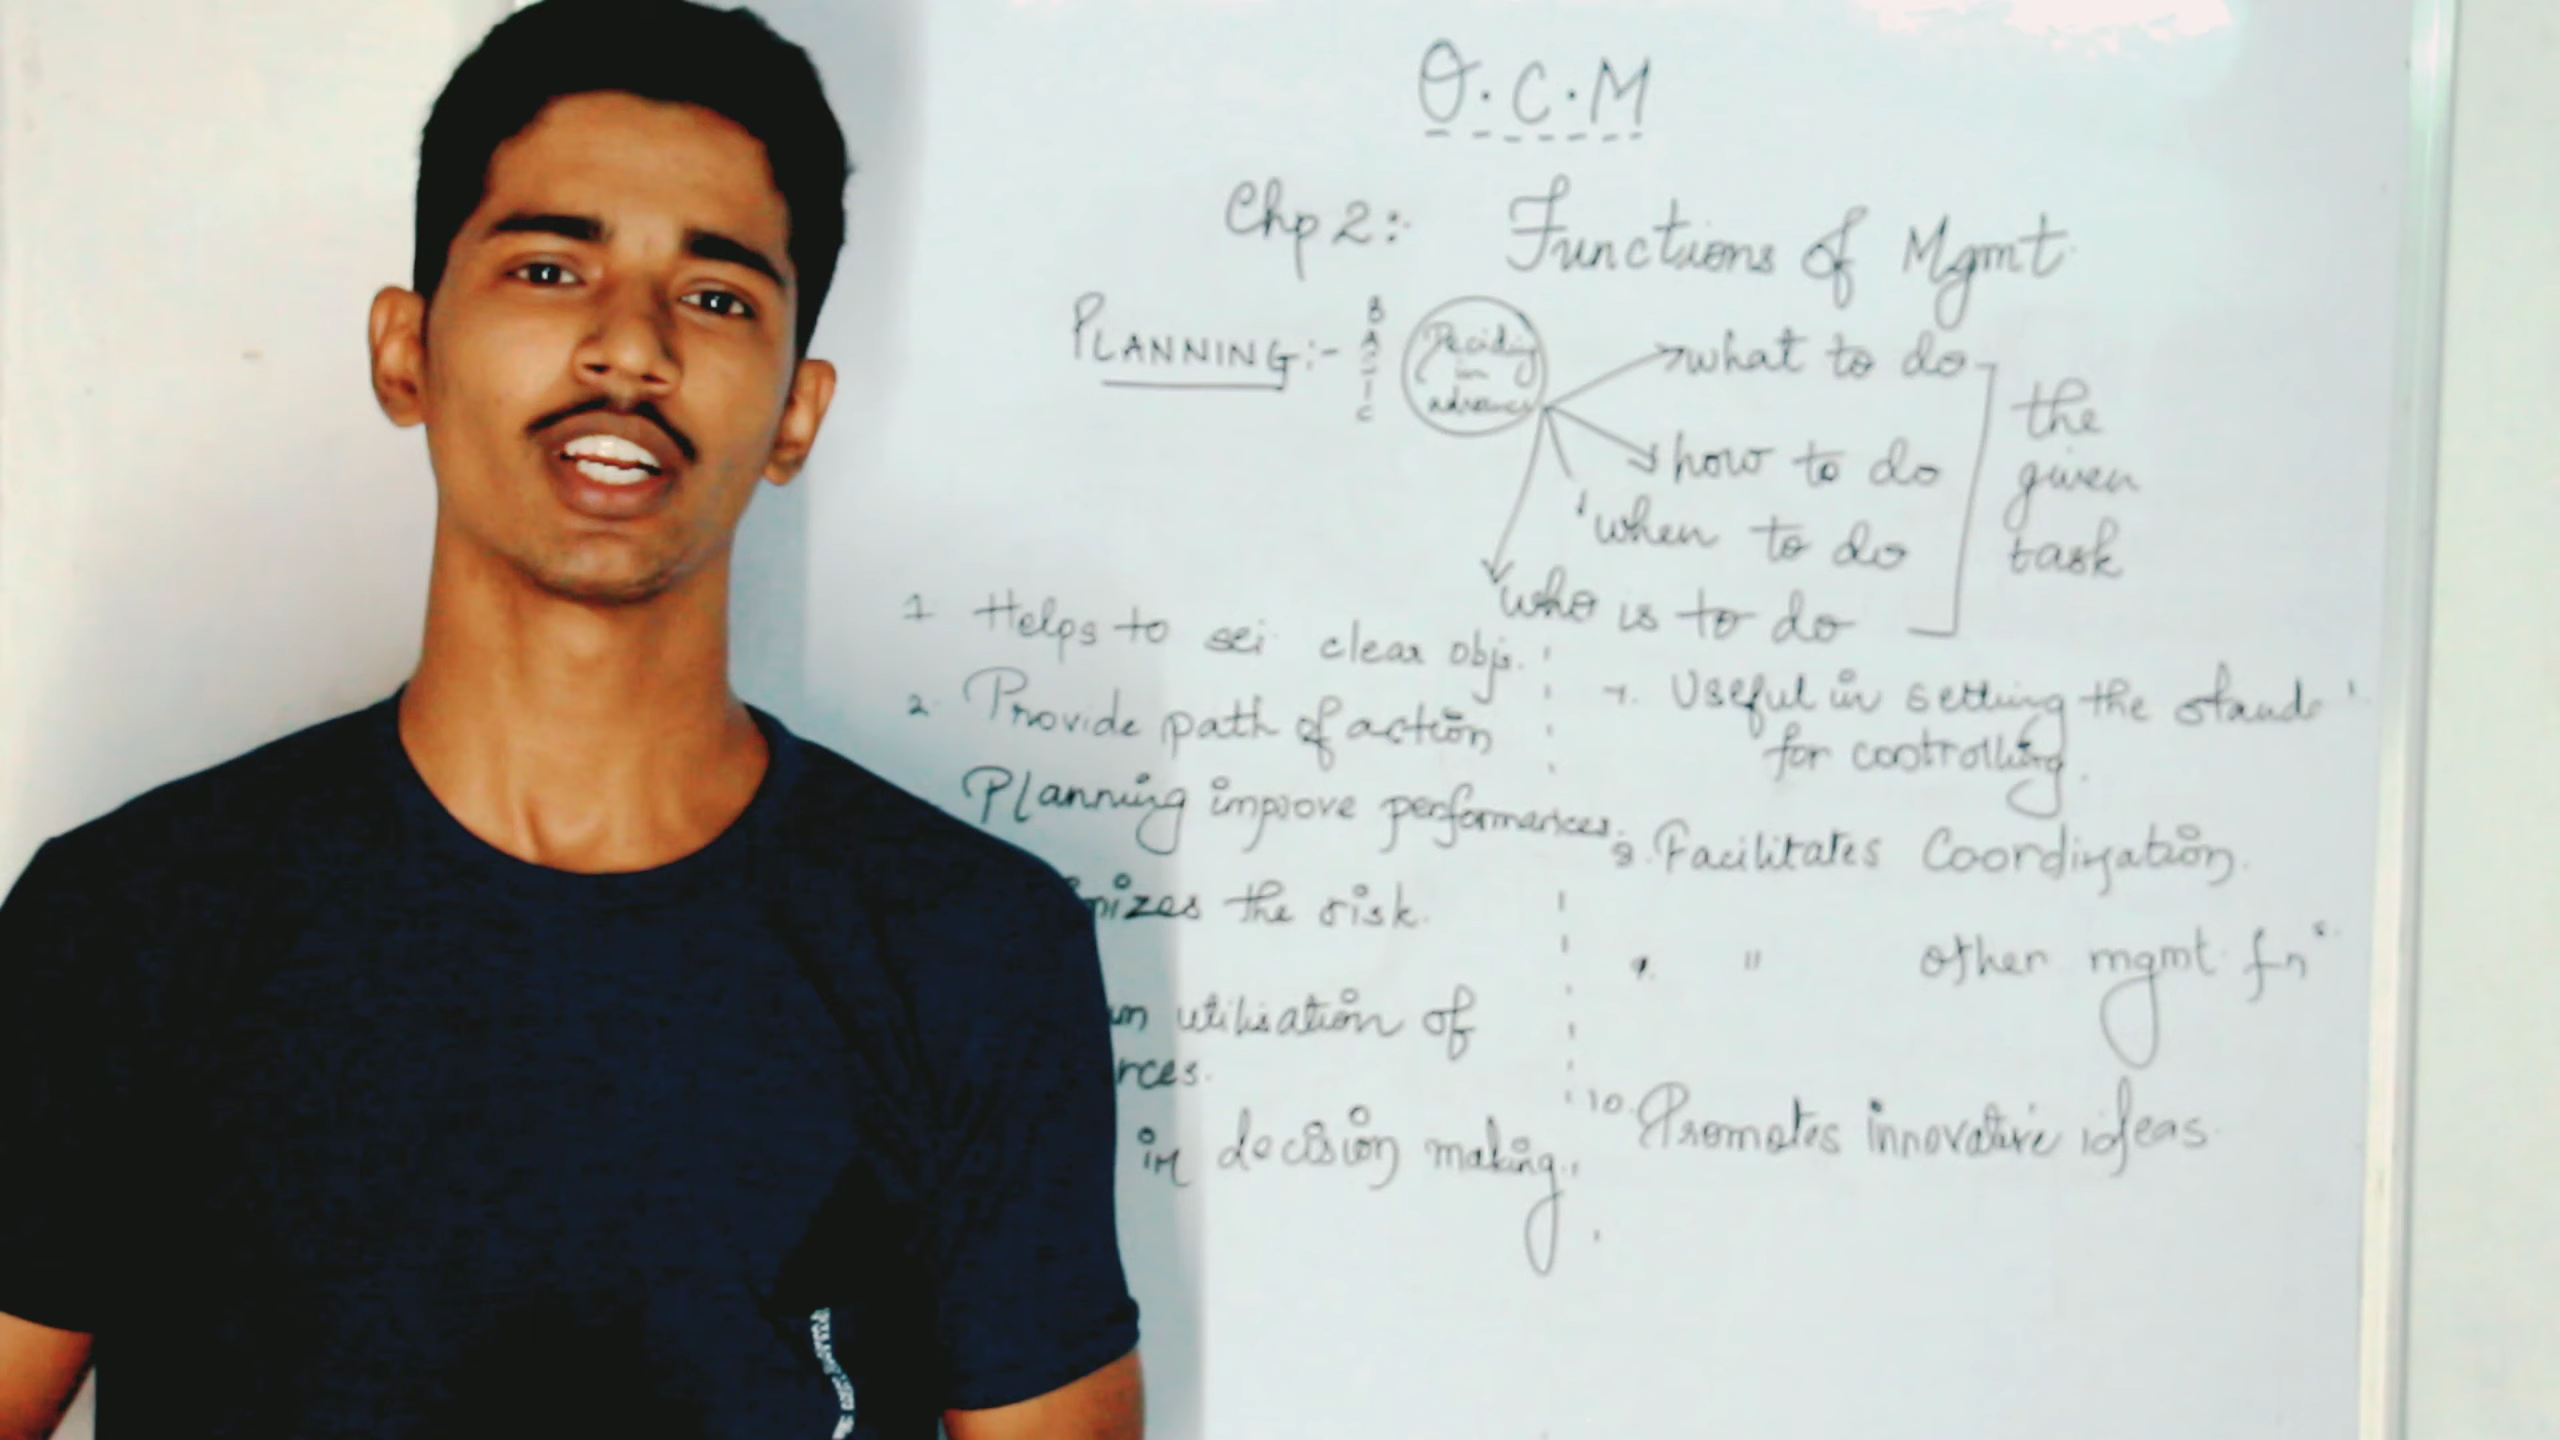 O.C.M
Chp 2:- Functions of Mgmt
PLANNING:- BASIC Deciding in advance
what to do
how to do
when to do
who is to do
the
given
task
1 Helps to clear objs.
2. Provide path of action
Planning improve performances.
the risk.
utilisation of
in decision making.
7. Useful in setting the
for controlling.
8. Facilitates Coordination.
9. " other mgmt fns
10. Promotes innovative ideas